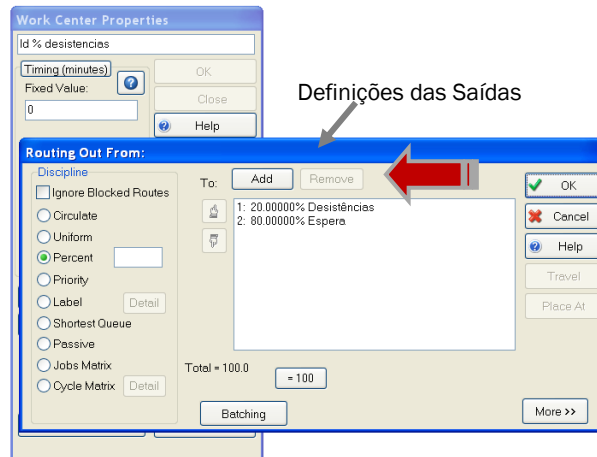 Work Center Properties
Id % desistencias
Timing (minutes)
Fixed Value:
0
OK
Close
Help
Definições das Saídas
Routing Out From:
Discipline
Ignore Blocked Routes
Circulate
Uniform
Percent
Priority
Label
Detail
Shortest Queue
Passive
Jobs Matrix
Cycle Matrix
Detail
To:
Add
Remove
1: 20.00000% Desistências
2: 80.00000% Espera
Total = 100.0
= 100
Batching
OK
Cancel
Help
Travel
Place At
More >>